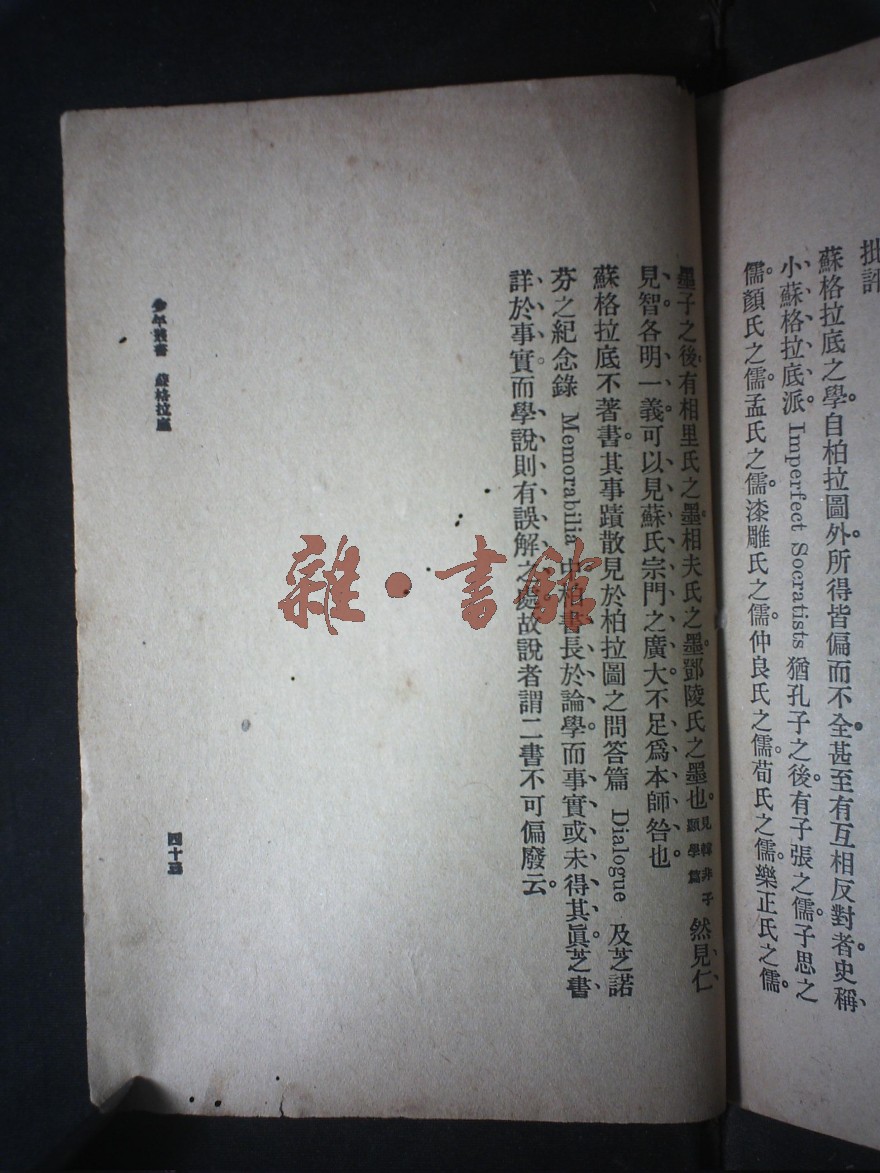 批評
蘇格拉底之學。自柏拉圖外。所得皆偏而不全。甚至有互相反對者。史稱、
小、蘇、格、拉、底、派。Imperfect Socratists 猶孔子之後。有子張之儒。子思之
儒。顏氏之儒。孟氏之儒。漆雕氏之儒。仲良氏之儒。荀氏之儒。樂正氏之儒。
墨子之後。有相里氏之墨。相夫氏之墨。鄧陵氏之墨也。見韓非子顯學篇 然、見、仁、
見、智。各、明、一、義。可以見蘇氏宗門之廣大。不、足、爲、本、師、咎、也。
蘇格拉底不著書。其事蹟散見於柏拉圖之問答篇 Dialogue 及芝諾
芬之紀念錄 Memorabilia 中。柏、書、長、於、論、學。而、事、實、或、未、得、其、眞。芝、書、
詳、於、事、實。而、學、說、則、有、誤、解、之、處。故說者謂二書不可偏廢云。
少年叢書 蘇格拉底
四十五
雜·書館